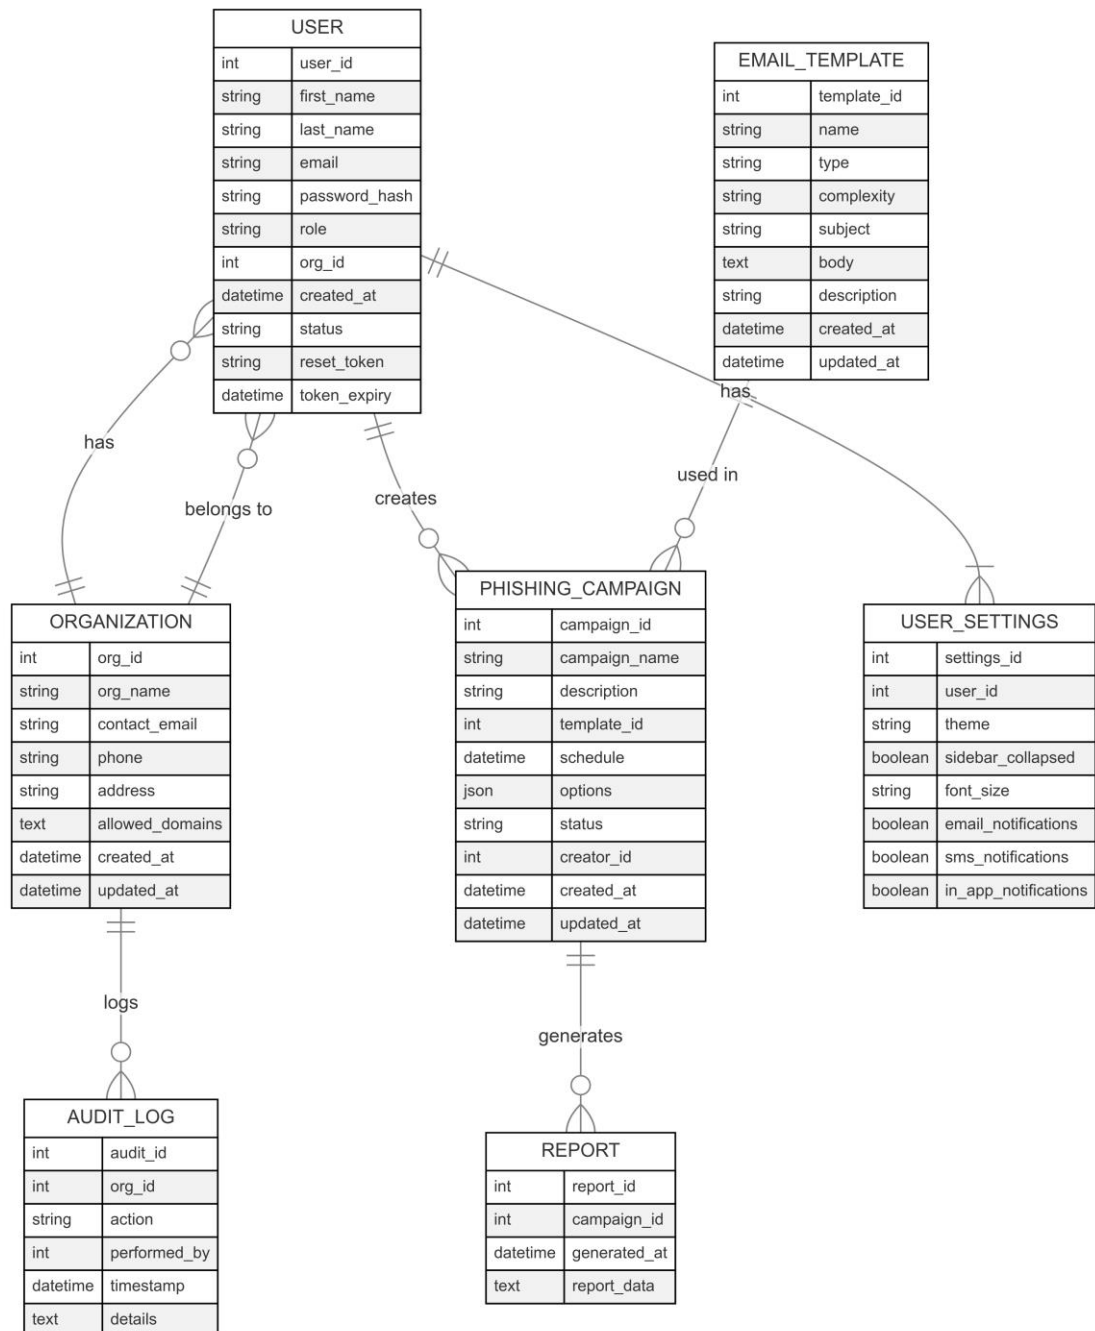 USER
int user_id
string first_name
string last_name
string email
string password_hash
string role
int org_id
datetime created_at
string status
string reset_token
datetime token_expiry
EMAIL_TEMPLATE
int template_id
string name
string type
string complexity
string subject
text body
string description
datetime created_at
datetime updated_at
has
has
used in
creates
belongs to
ORGANIZATION
int org_id
string org_name
string contact_email
string phone
string address
text allowed_domains
datetime created_at
datetime updated_at
PHISHING_CAMPAIGN
int campaign_id
string campaign_name
string description
int template_id
datetime schedule
json options
string status
int creator_id
datetime created_at
datetime updated_at
USER_SETTINGS
int settings_id
int user_id
string theme
boolean sidebar_collapsed
string font_size
boolean email_notifications
boolean sms_notifications
boolean in_app_notifications
logs
generates
AUDIT_LOG
int audit_id
int org_id
string action
int performed_by
datetime timestamp
text details
REPORT
int report_id
int campaign_id
datetime generated_at
text report_data